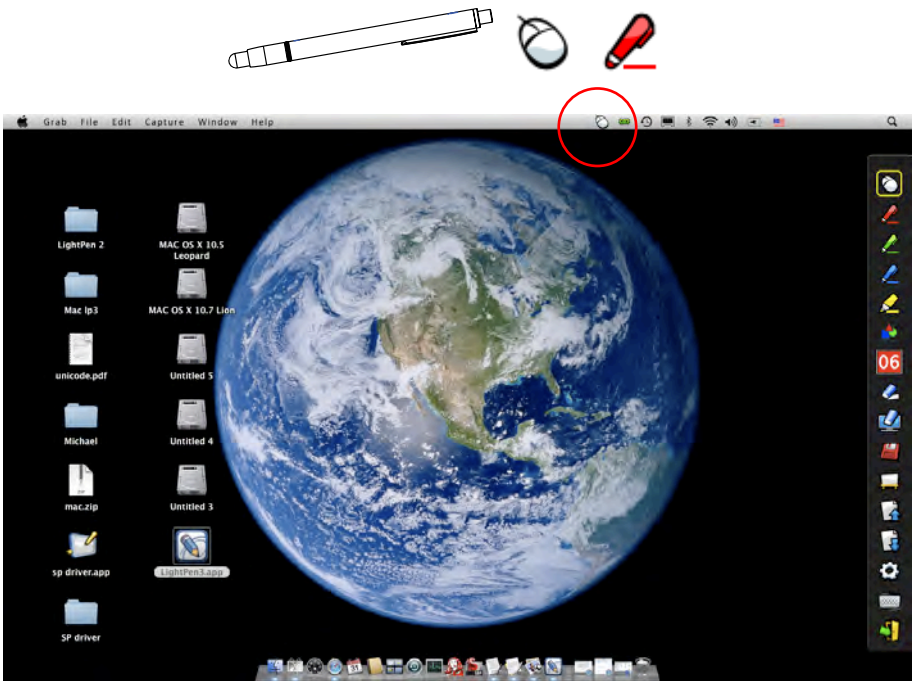 Grab File Edit Capture Window Help
LightPen 2
MAC OS X 10.5
Leopard
Mac lp3
MAC OS X 10.7 Lion
06
unicode.pdf
Untitled 5
Michael
Untitled 4
mac.zip
Untitled 3
sp driver.app
LightPen3.app
SP driver
31